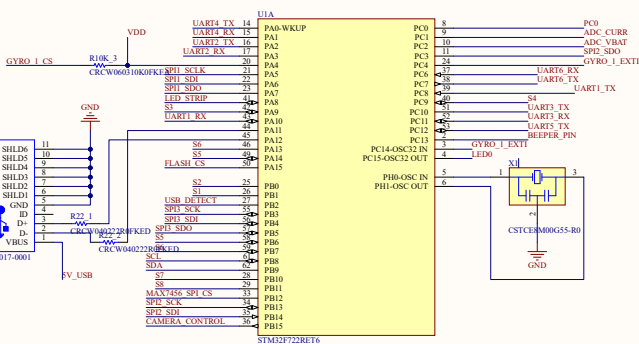 U1A
VDD
GYRO_1_CS
R10K_3
CRCW060310K0FKEA
UART4_TX 14 PA0-WKUP PC0 8 PC0
UART4_RX 15 PA1 PC1 9 ADC_CURR
UART2_TX 16 PA2 PC2 10 ADC_VBAT
UART2_RX 17 PA3 PC3 11 SPI2_SDO
20 PA4 PC4 24 GYRO_1_EXTI
SPI1_SCLK 21 PA5 PC6 37 UART6_RX
SPI1_SDI 22 PA6 PC7 38 UART6_TX
SPI1_SDO 23 PA7 PC8 39 UART1_TX
LED STRIP 41 PA8 PC9 40 S4
S3 42 PA9 PC10 51 UART3_TX
UART1_RX 43 PA10 PC11 52 UART3_RX
44 PA11 PC12 53 UART5_TX
45 PA12 PC13 2 BEEPER_PIN
S6 46 PA13 PC14-OSC32 IN 3 GYRO_1_EXTI
S5 49 PA14 PC15-OSC32 OUT 4 LED0
FLASH_CS 50 PA15
PH0-OSC IN 5
PH1-OSC OUT 6
X1
1 3
2
CSTCE8M00G55-R0
GND
GND
SHLD6 11
SHLD5 10
SHLD4 9
SHLD3 8
SHLD2 7
SHLD1 6
GND 5
ID 4
D+ 3
D- 2
VBUS 1
R22_1
CRCW040222R0FKED
R22_2
CRCW040222R0FKED
017-0001
5V_USB
S2 25 PB0
S1 26 PB1
USB_DETECT 27 PB2
SPI3_SCK 55 PB3
SPI3_SDI 56 PB4
SPI3_SDO 57 PB5
S5 58 PB6
59 PB7
SCL 61 PB8
SDA 62 PB9
S7 28 PB10
S8 29 PB11
MAX7456_SPI_CS 33 PB12
SPI2_SCK 34 PB13
SPI2_SDI 35 PB14
CAMERA_CONTROL 36 PB15
STM32F722RET6